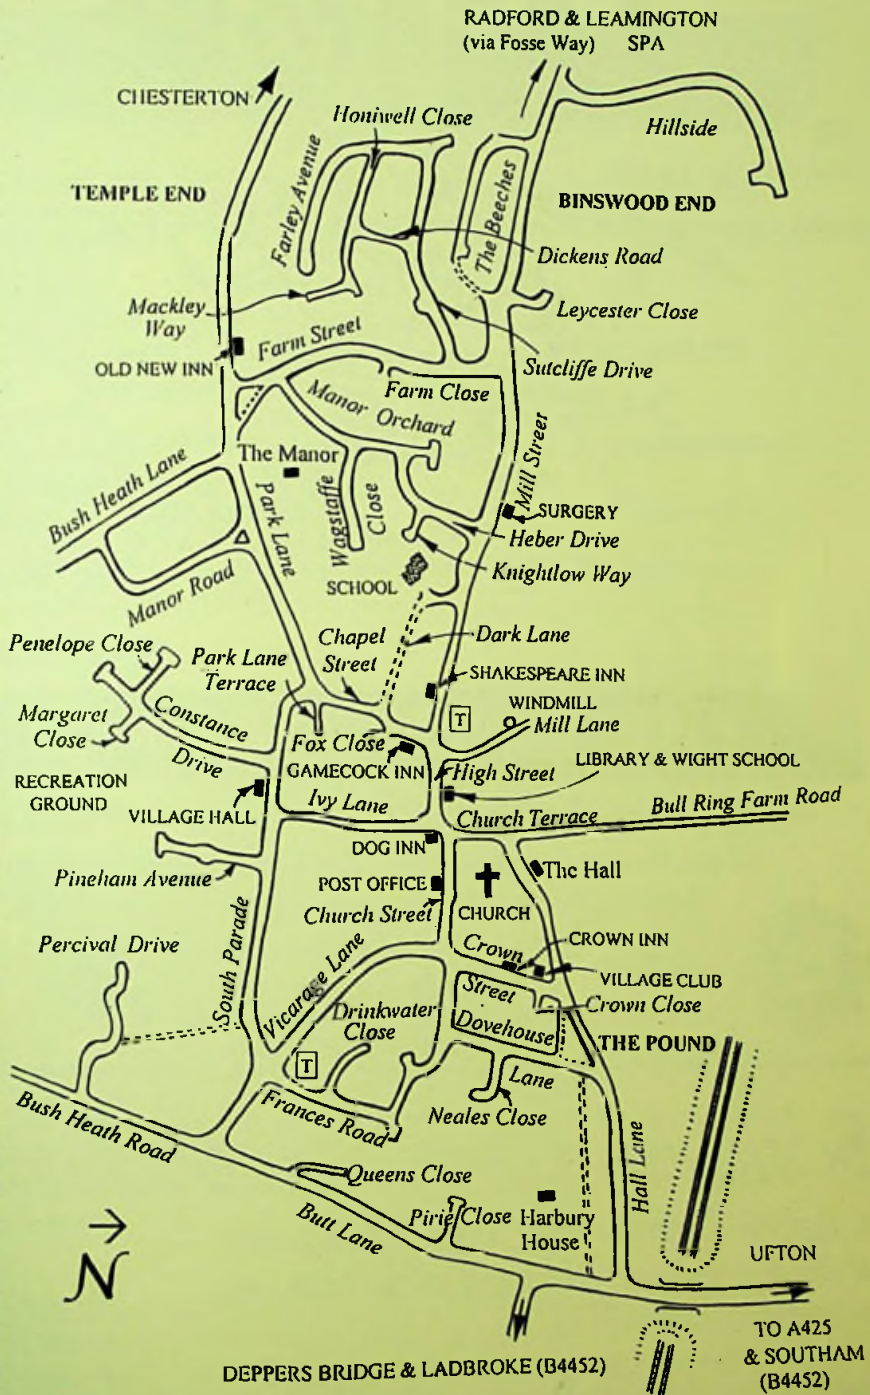 RADFORD & LEAMINGTON
(via Fosse Way) SPA
CHESTERTON
Honiwell Close
Hillside
TEMPLE END
Farley Avenue
The Beeches
BINSWOOD END
Dickens Road
Mackley
Way
Leycester Close
Farm Street
OLD NEW INN
Sutcliffe Drive
Farm Close
Manor Orchard
The Manor
Bush Heath Lane
Park Lane
Wagstaffe
Close
Mill Street
SURGERY
Heber Drive
Knightlow Way
SCHOOL
Manor Road
Penelope Close
Park Lane
Terrace
Chapel
Street
Dark Lane
SHAKESPEARE INN
Margaret
Close
Constance
Drive
T
WINDMILL
Mill Lane
Fox Close
GAMECOCK INN
High Street
LIBRARY & WIGHT SCHOOL
RECREATION
GROUND
VILLAGE HALL
Ivy Lane
Church Terrace
Bull Ring Farm Road
DOG INN
The Hall
Pineham Avenue
POST OFFICE
Church Street
CHURCH
Percival Drive
South Parade
Vicarage Lane
Crown
Street
CROWN INN
VILLAGE CLUB
Crown Close
Drinkwater
Close
Dovehouse
Lane
THE POUND
T
Frances Road
Neales Close
Bush Heath Road
Hall Lane
Queens Close
Butt Lane
Pirie Close
Harbury
House
N
UFTON
DEPPERS BRIDGE & LADBROKE (B4452)
TO A425
& SOUTHAM
(B4452)